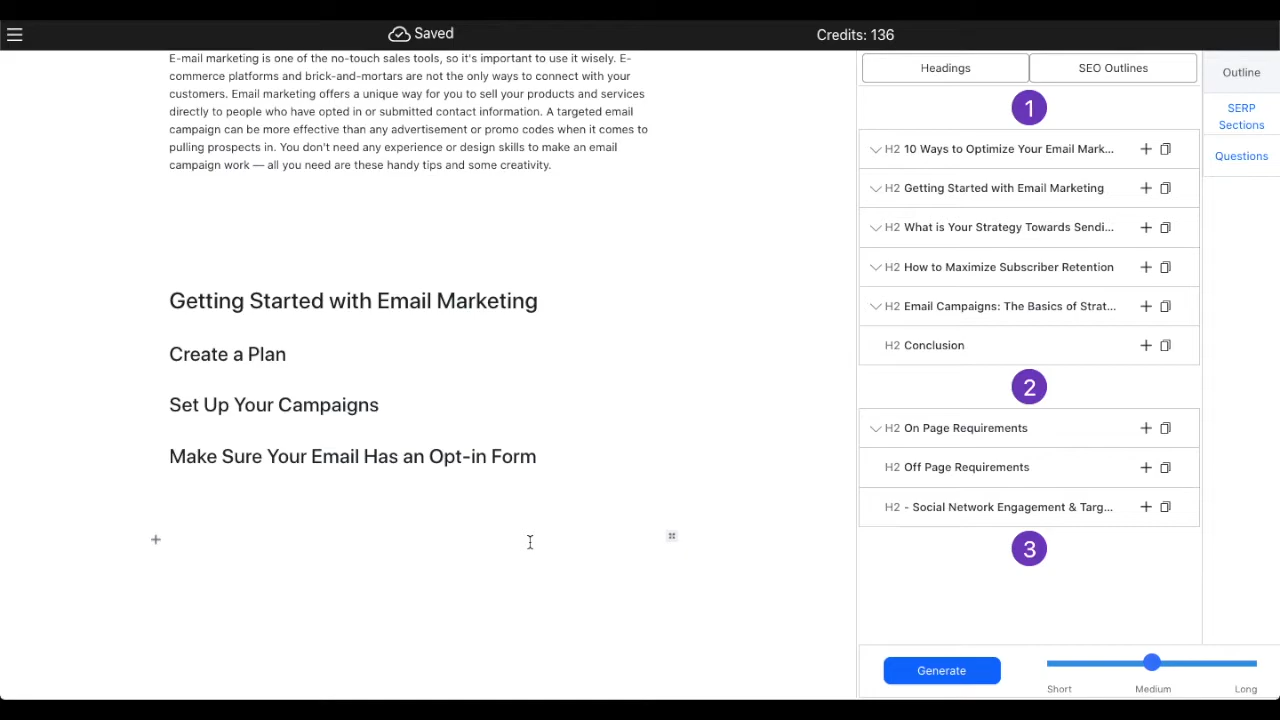 Saved
Credits: 136
E-mail marketing is one of the no-touch sales tools, so it's important to use it wisely. E-
commerce platforms and brick-and-mortars are not the only ways to connect with your
customers. Email marketing offers a unique way for you to sell your products and services
directly to people who have opted in or submitted contact information. A targeted email
campaign can be more effective than any advertisement or promo codes when it comes to
pulling prospects in. You don't need any experience or design skills to make an email
campaign work — all you need are these handy tips and some creativity.
Getting Started with Email Marketing
Create a Plan
Set Up Your Campaigns
Make Sure Your Email Has an Opt-in Form
Headings
SEO Outlines
1
H2 10 Ways to Optimize Your Email Mark...
H2 Getting Started with Email Marketing
H2 What is Your Strategy Towards Sendi...
H2 How to Maximize Subscriber Retention
H2 Email Campaigns: The Basics of Strat...
H2 Conclusion
2
H2 On Page Requirements
H2 Off Page Requirements
H2 - Social Network Engagement & Targ...
3
Generate
Short
Medium
Long
Outline
SERP
Sections
Questions